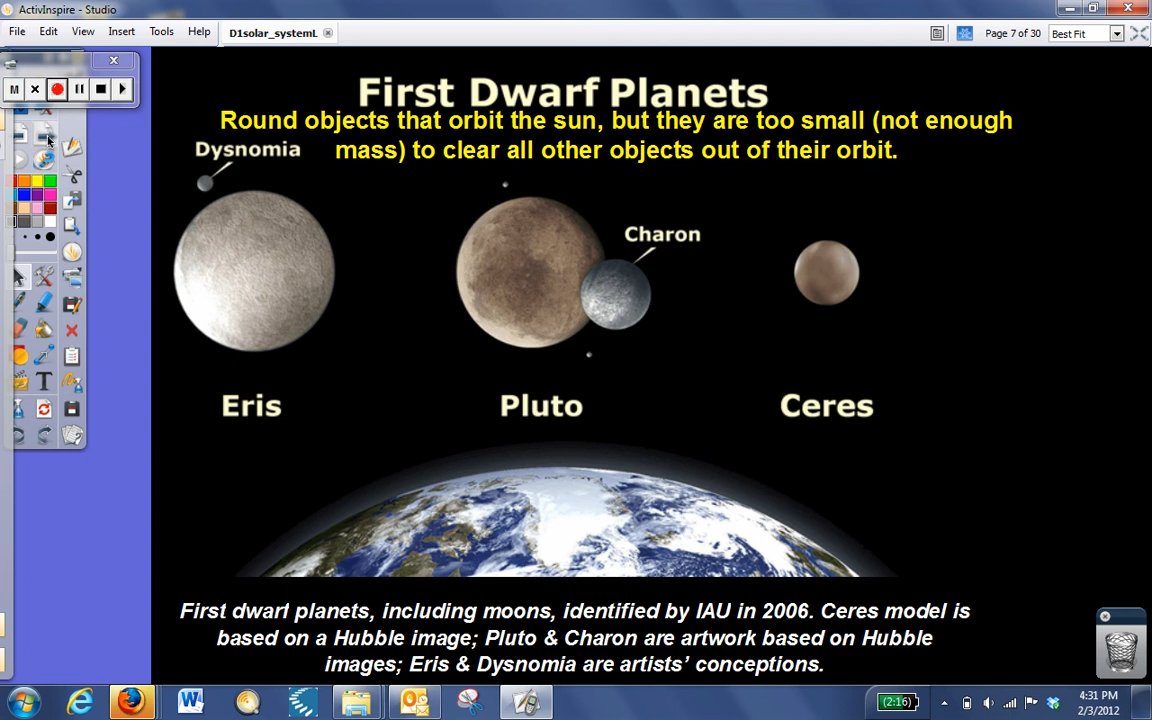 ActivInspire - Studio
File Edit View Insert Tools Help
D1solar_systemL
Page 7 of 30
Best Fit
M
First Dwarf Planets
Round objects that orbit the sun, but they are too small (not enough
mass) to clear all other objects out of their orbit.
Dysnomia
Charon
Eris
Pluto
Ceres
First dwarf planets, including moons, identified by IAU in 2006. Ceres model is
based on a Hubble image; Pluto & Charon are artwork based on Hubble
images; Eris & Dysnomia are artists’ conceptions.
(2:16)
4:31 PM
2/3/2012